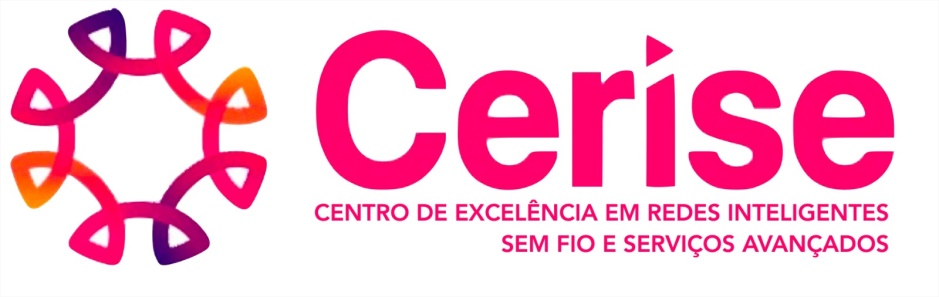 Cerise
CENTRO DE EXCELÊNCIA EM REDES INTELIGENTES
SEM FIO E SERVIÇOS AVANÇADOS